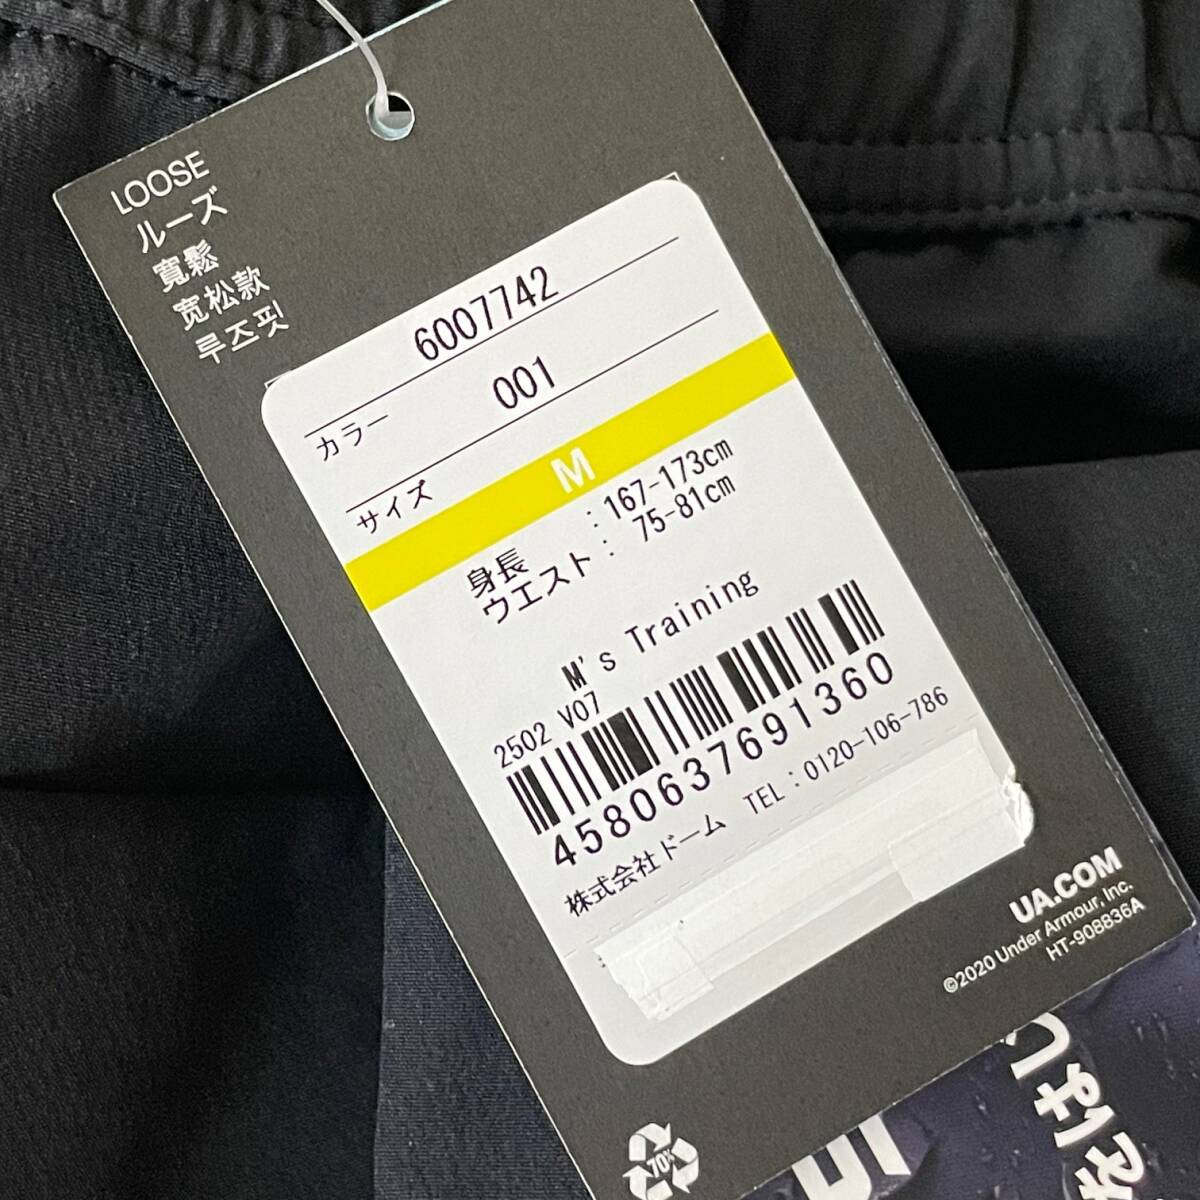 LOOSE
ルーズ
寬鬆
宽松款
루즈핏
6007742
カラー 001
サイズ M
身長 : 167-173cm
ウエスト : 75-81cm
M's Training
2502 V07
4580637691360
株式会社ドーム TEL:0120-106-786
UA.COM
©2020 Under Armour, Inc.
HT-908836A
70%